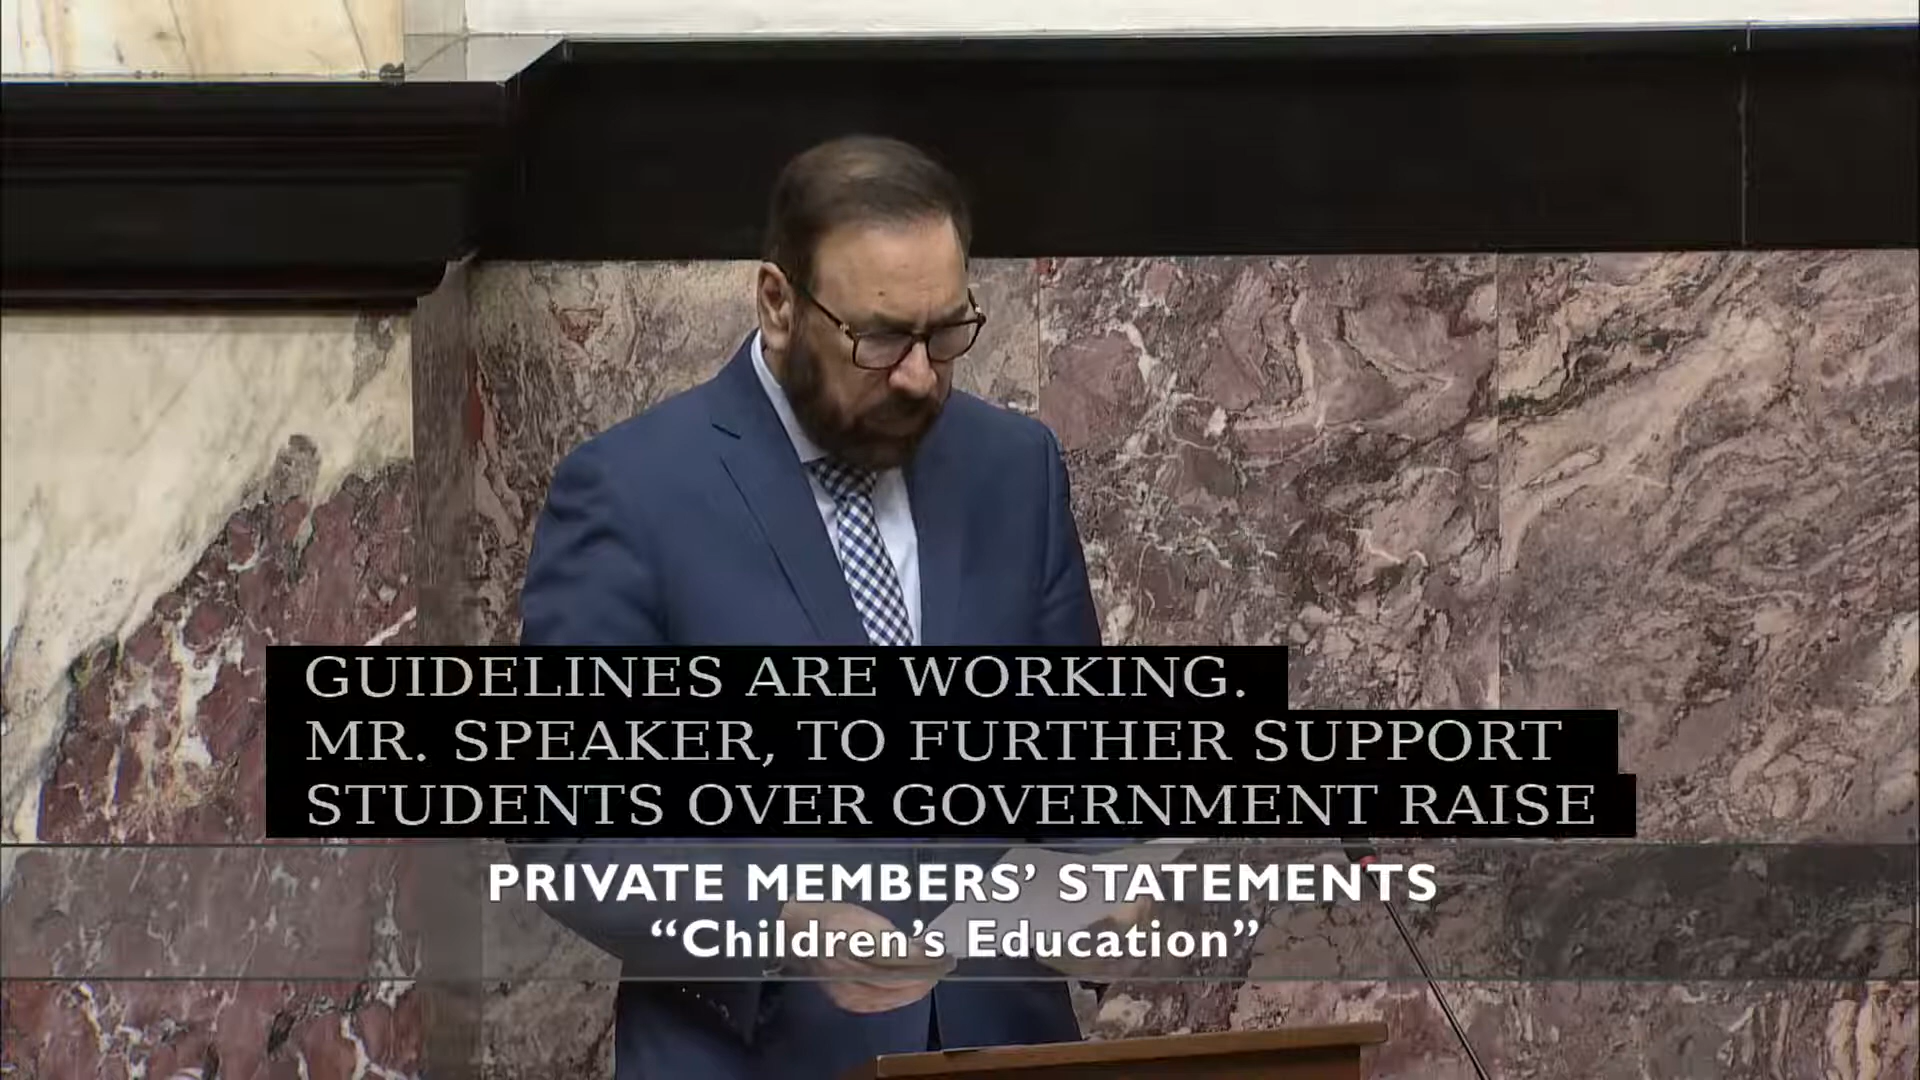 GUIDELINES ARE WORKING.
MR. SPEAKER, TO FURTHER SUPPORT
STUDENTS OVER GOVERNMENT RAISE
PRIVATE MEMBERS’ STATEMENTS
“Children’s Education”